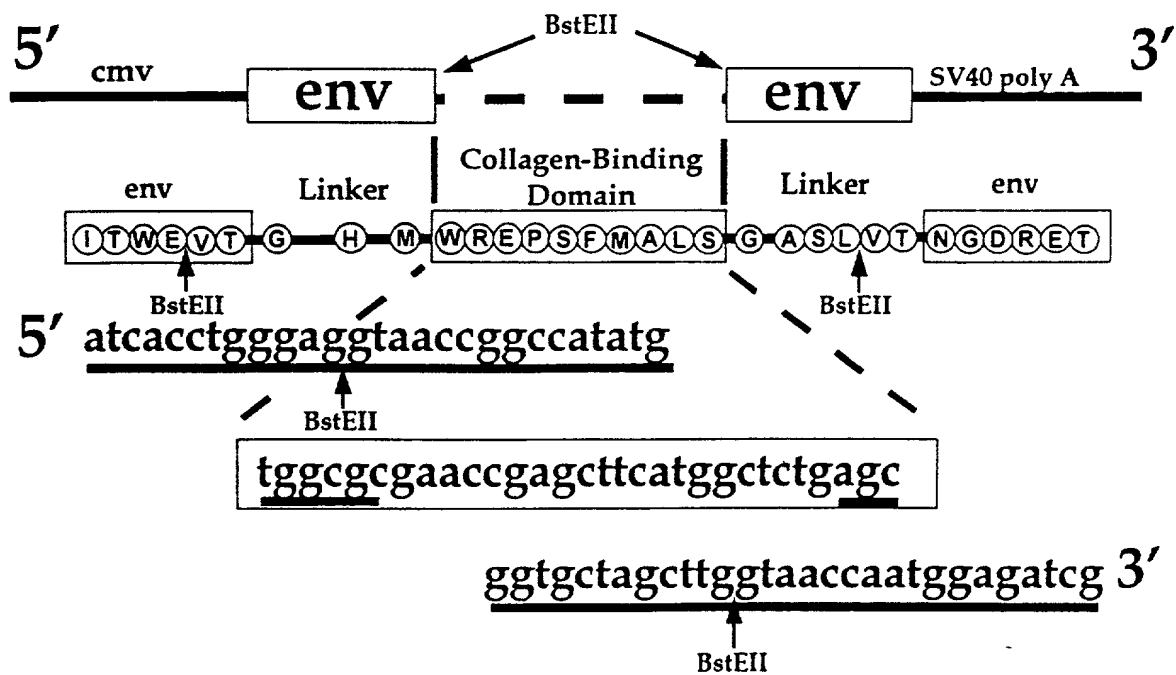 BstEII
5' 3'
cmv env env SV40 poly A
Collagen-Binding
Domain
env Linker Linker env
I T W E V T G H M W R E P S F M A L S G A S L V T N G D R E T
BstEII BstEII
5' atcacctgggaggtaaccggccatatg
BstEII
tggcgcgaaccgagcttcatggctctgagc
ggtgctagcttggtaaccaatggagatcg 3'
BstEII